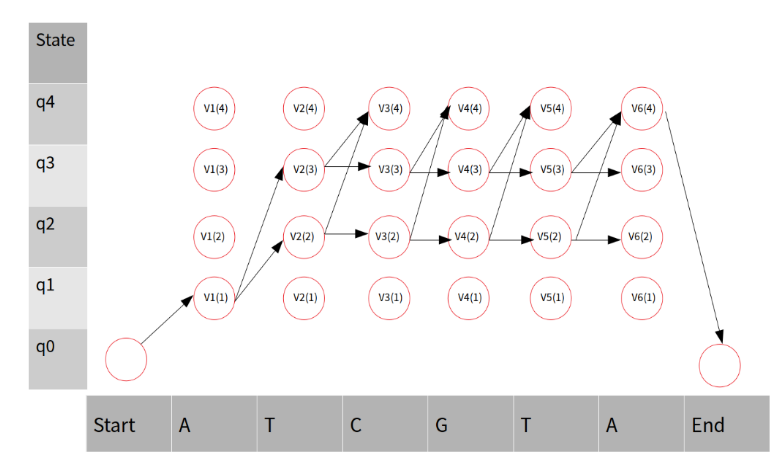 State
q4
V1(4) V2(4) V3(4) V4(4) V5(4) V6(4)
q3
V1(3) V2(3) V3(3) V4(3) V5(3) V6(3)
q2
V1(2) V2(2) V3(2) V4(2) V5(2) V6(2)
q1
V1(1) V2(1) V3(1) V4(1) V5(1) V6(1)
q0
Start A T C G T A End